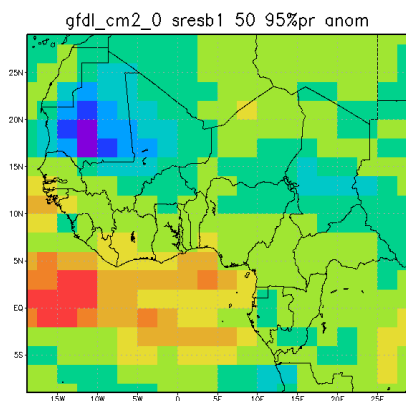 gfdl_cm2_0 sresb1 50 95%pr anom
25N
20N
15N
10N
5N
EQ
5S
15W 10W 5W 0 5E 10E 15E 20E 25E